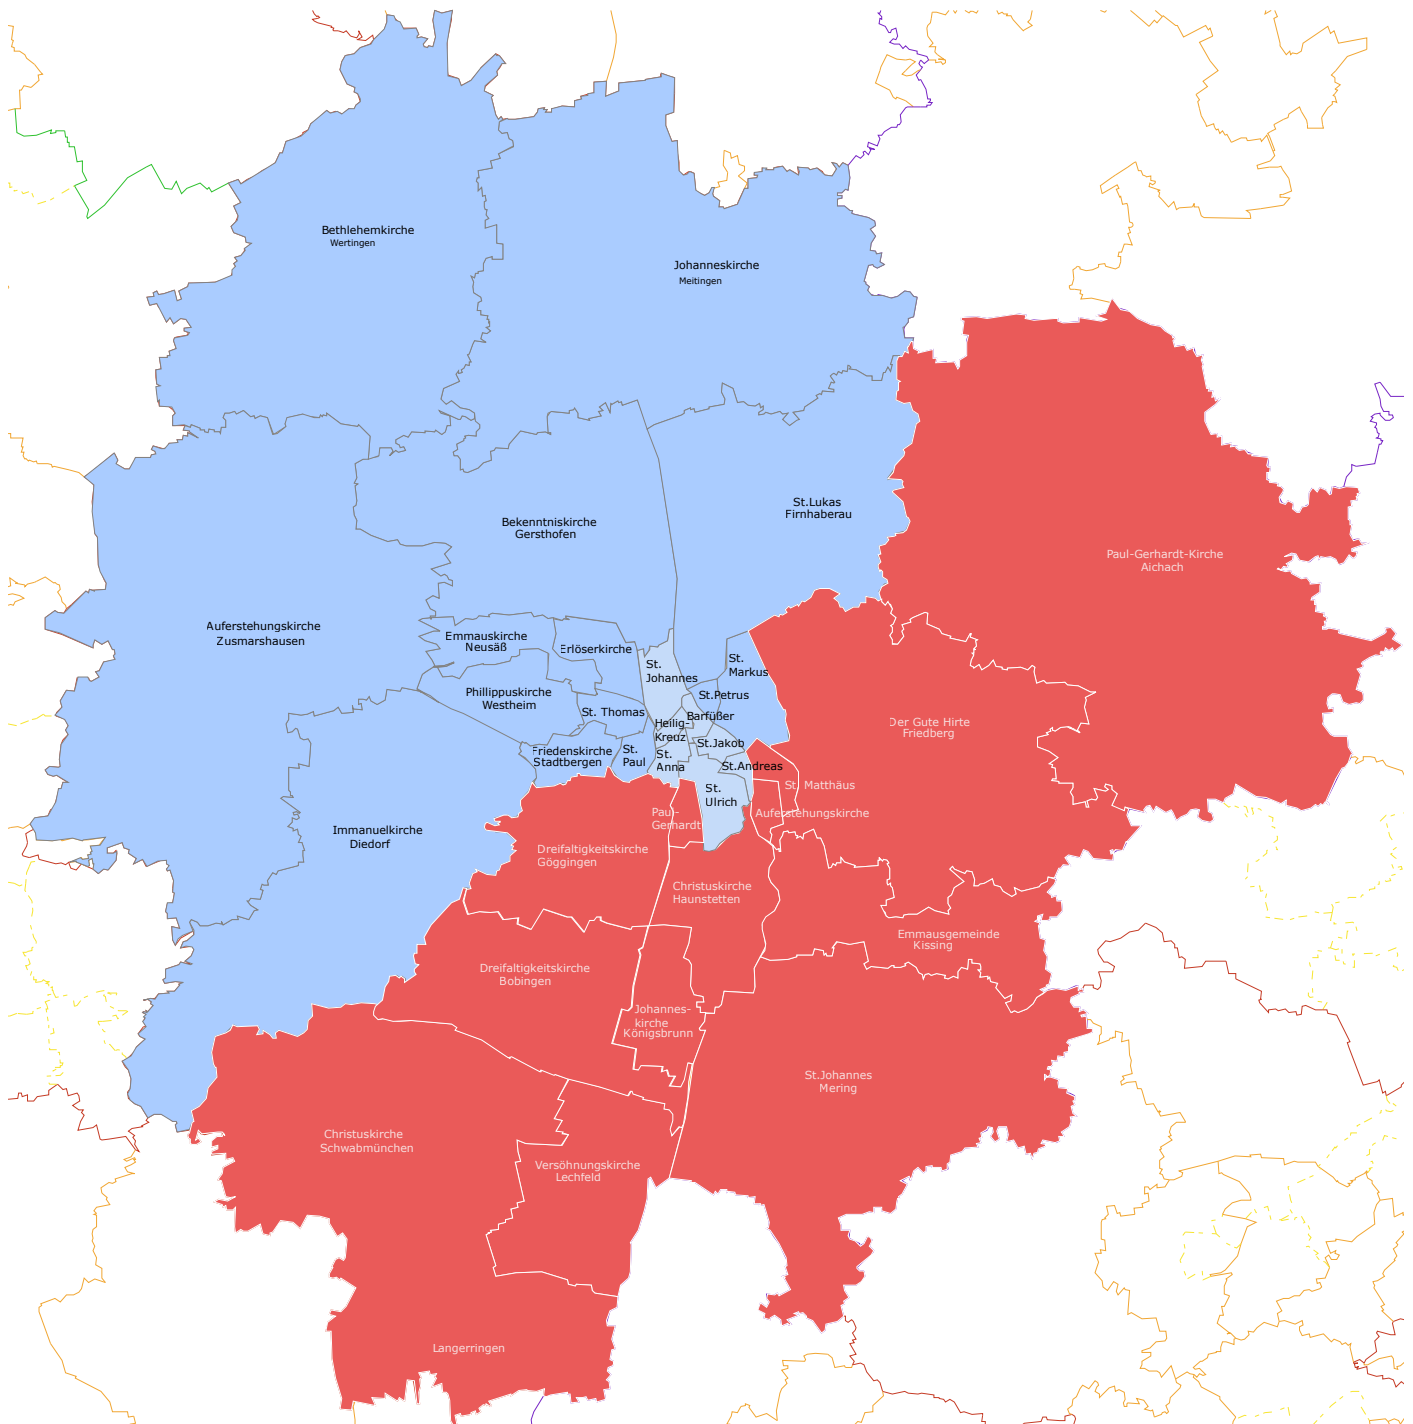 Bethlehemkirche
Wertingen
Johanneskirche
Meitingen
St.Lukas
Firnhaberau
Bekenntniskirche
Gersthofen
Paul-Gerhardt-Kirche
Aichach
Auferstehungskirche
Zusmarshausen
Emmauskirche
Neusäß
Erlöserkirche
St.
Johannes
St.
Markus
Phillippuskirche
Westheim
St.Petrus
St. Thomas
Barfüßer
Heilig-
Kreuz
Der Gute Hirte
Friedberg
St.Jakob
Friedenskirche
Stadtbergen
St.
Paul
St.
Anna
St.Andreas
St. Matthäus
St.
Ulrich
Paul-
Gerhardt
Auferstehungskirche
Immanuelkirche
Diedorf
Dreifaltigkeitskirche
Göggingen
Christuskirche
Haunstetten
Emmausgemeinde
Kissing
Dreifaltigkeitskirche
Bobingen
Johannes-
kirche
Königsbrunn
St.Johannes
Mering
Christuskirche
Schwabmünchen
Versöhnungskirche
Lechfeld
Langerringen